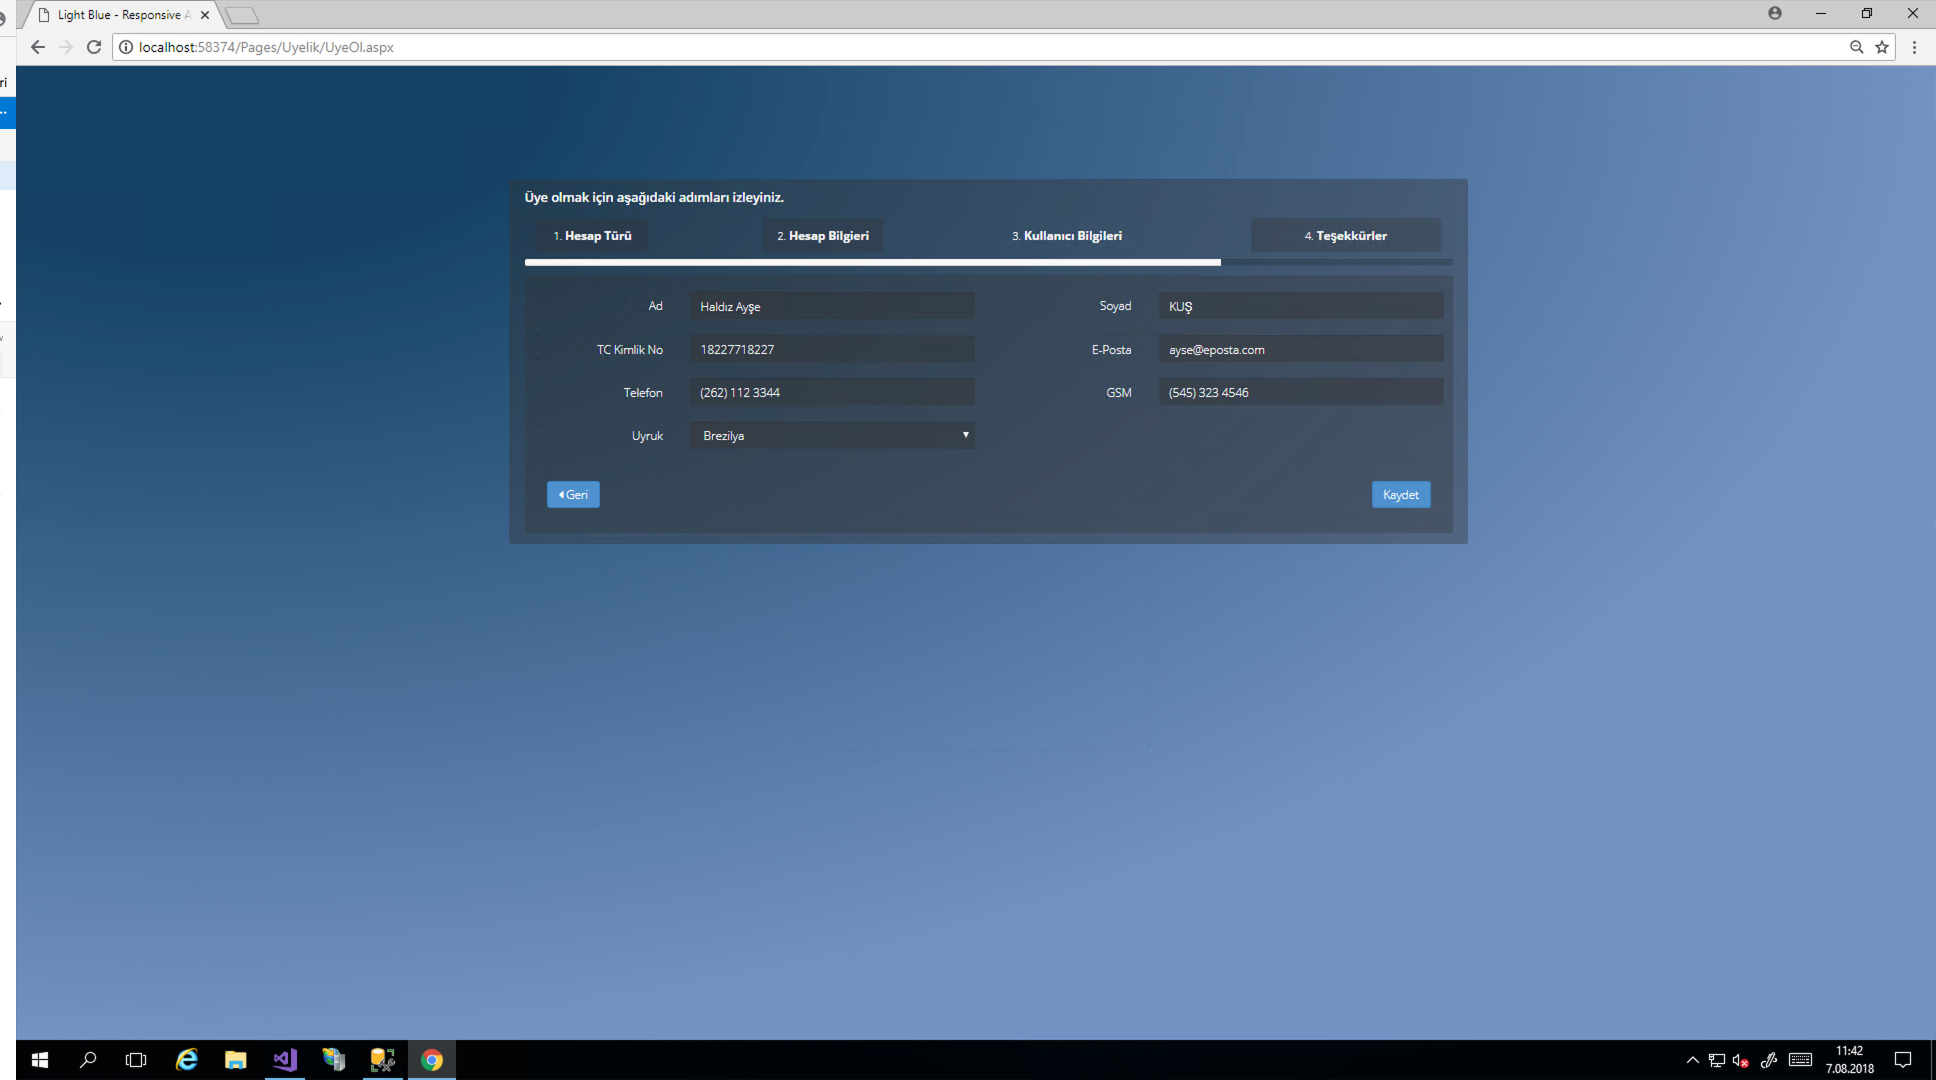 Light Blue - Responsive A
localhost:58374/Pages/Uyelik/UyeOl.aspx
ri
Üye olmak için aşağıdaki adımları izleyiniz.
1. Hesap Türü
2. Hesap Bilgieri
3. Kullanıcı Bilgileri
4. Teşekkürler
Ad
Haldız Ayşe
Soyad
KUŞ
TC Kimlik No
18227718227
E-Posta
ayse@eposta.com
Telefon
(262) 112 3344
GSM
(545) 323 4546
Uyruk
Brezilya
Geri
Kaydet
11:42
7.08.2018